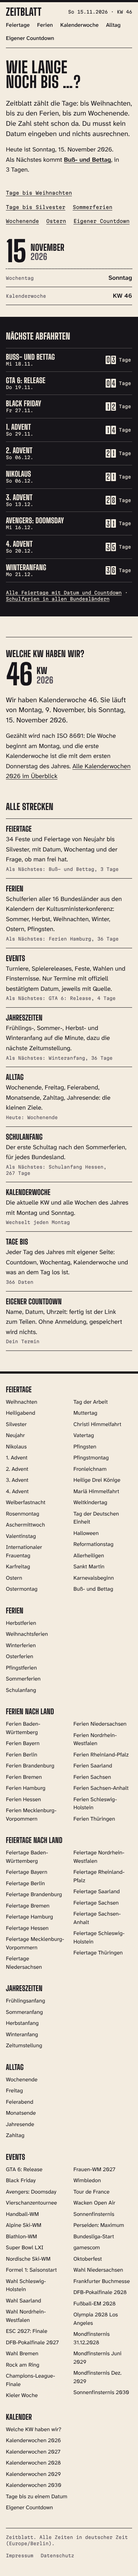 ZEITBLATT
So 15.11.2026 · KW 46
Feiertage Ferien Kalenderwoche Alltag
Eigener Countdown
WIE LANGE
NOCH BIS …?
Zeitblatt zählt die Tage: bis Weihnachten,
bis zu den Ferien, bis zum Wochenende.
Die Zahl steht schon da. Du musst kein
Datum eingeben und nichts ausrechnen.
Heute ist Sonntag, 15. November 2026.
Als Nächstes kommt Buß- und Bettag, in
3 Tagen.
Tage bis Weihnachten
Tage bis Silvester Sommerferien
Wochenende Ostern Eigener Countdown
15 NOVEMBER
2026
Wochentag Sonntag
Kalenderwoche KW 46
NÄCHSTE ABFAHRTEN
BUSS- UND BETTAG
Mi 18.11.
03 Tage
GTA 6: RELEASE
Do 19.11.
04 Tage
BLACK FRIDAY
Fr 27.11.
12 Tage
1. ADVENT
So 29.11.
14 Tage
2. ADVENT
So 06.12.
21 Tage
NIKOLAUS
So 06.12.
21 Tage
3. ADVENT
So 13.12.
28 Tage
AVENGERS: DOOMSDAY
Mi 16.12.
31 Tage
4. ADVENT
So 20.12.
35 Tage
WINTERANFANG
Mo 21.12.
36 Tage
Alle Feiertage mit Datum und Countdown ·
Schulferien in allen Bundesländern
WELCHE KW HABEN WIR?
46 KW
2026
Wir haben Kalenderwoche 46. Sie läuft
von Montag, 9. November, bis Sonntag,
15. November 2026.
Gezählt wird nach ISO 8601: Die Woche
beginnt am Montag, und die erste
Kalenderwoche ist die mit dem ersten
Donnerstag des Jahres. Alle Kalenderwochen
2026 im Überblick
ALLE STRECKEN
FEIERTAGE
34 Feste und Feiertage von Neujahr bis
Silvester, mit Datum, Wochentag und der
Frage, ob man frei hat.
Als Nächstes: Buß- und Bettag, 3 Tage
FERIEN
Schulferien aller 16 Bundesländer aus den
Kalendern der Kultusministerkonferenz:
Sommer, Herbst, Weihnachten, Winter,
Ostern, Pfingsten.
Als Nächstes: Ferien Hamburg, 36 Tage
EVENTS
Turniere, Spielereleases, Feste, Wahlen und
Finsternisse. Nur Termine mit offiziell
bestätigtem Datum, jeweils mit Quelle.
Als Nächstes: GTA 6: Release, 4 Tage
JAHRESZEITEN
Frühlings-, Sommer-, Herbst- und
Winteranfang auf die Minute, dazu die
nächste Zeitumstellung.
Als Nächstes: Winteranfang, 36 Tage
ALLTAG
Wochenende, Freitag, Feierabend,
Monatsende, Zahltag, Jahresende: die
kleinen Ziele.
Heute: Wochenende
SCHULANFANG
Der erste Schultag nach den Sommerferien,
für jedes Bundesland.
Als Nächstes: Schulanfang Hessen,
267 Tage
KALENDERWOCHE
Die aktuelle KW und alle Wochen des Jahres
mit Montag und Sonntag.
Wechselt jeden Montag
TAGE BIS
Jeder Tag des Jahres mit eigener Seite:
Countdown, Wochentag, Kalenderwoche und
was an dem Tag los ist.
366 Daten
EIGENER COUNTDOWN
Name, Datum, Uhrzeit: fertig ist der Link
zum Teilen. Ohne Anmeldung, gespeichert
wird nichts.
Dein Termin
FEIERTAGE
Weihnachten
Heiligabend
Silvester
Neujahr
Nikolaus
1. Advent
2. Advent
3. Advent
4. Advent
Weiberfastnacht
Rosenmontag
Aschermittwoch
Valentinstag
Internationaler
Frauentag
Karfreitag
Ostern
Ostermontag
Tag der Arbeit
Muttertag
Christi Himmelfahrt
Vatertag
Pfingsten
Pfingstmontag
Fronleichnam
Heilige Drei Könige
Mariä Himmelfahrt
Weltkindertag
Tag der Deutschen
Einheit
Halloween
Reformationstag
Allerheiligen
Sankt Martin
Karnevalsbeginn
Buß- und Bettag
FERIEN
Herbstferien
Weihnachtsferien
Winterferien
Osterferien
Pfingstferien
Sommerferien
Schulanfang
FERIEN NACH LAND
Ferien Baden-
Württemberg
Ferien Bayern
Ferien Berlin
Ferien Brandenburg
Ferien Bremen
Ferien Hamburg
Ferien Hessen
Ferien Mecklenburg-
Vorpommern
Ferien Niedersachsen
Ferien Nordrhein-
Westfalen
Ferien Rheinland-Pfalz
Ferien Saarland
Ferien Sachsen
Ferien Sachsen-Anhalt
Ferien Schleswig-
Holstein
Ferien Thüringen
FEIERTAGE NACH LAND
Feiertage Baden-
Württemberg
Feiertage Bayern
Feiertage Berlin
Feiertage Brandenburg
Feiertage Bremen
Feiertage Hamburg
Feiertage Hessen
Feiertage Mecklenburg-
Vorpommern
Feiertage
Niedersachsen
Feiertage Nordrhein-
Westfalen
Feiertage Rheinland-
Pfalz
Feiertage Saarland
Feiertage Sachsen
Feiertage Sachsen-
Anhalt
Feiertage Schleswig-
Holstein
Feiertage Thüringen
JAHRESZEITEN
Frühlingsanfang
Sommeranfang
Herbstanfang
Winteranfang
Zeitumstellung
ALLTAG
Wochenende
Freitag
Feierabend
Monatsende
Jahresende
Zahltag
EVENTS
GTA 6: Release
Black Friday
Avengers: Doomsday
Vierschanzentournee
Handball-WM
Alpine Ski-WM
Biathlon-WM
Super Bowl LXI
Nordische Ski-WM
Formel 1: Saisonstart
Wahl Schleswig-
Holstein
Wahl Saarland
Wahl Nordrhein-
Westfalen
ESC 2027: Finale
DFB-Pokalfinale 2027
Wahl Bremen
Rock am Ring
Champions-League-
Finale
Kieler Woche
Frauen-WM 2027
Wimbledon
Tour de France
Wacken Open Air
Sonnenfinsternis
Perseiden: Maximum
Bundesliga-Start
gamescom
Oktoberfest
Wahl Niedersachsen
Frankfurter Buchmesse
DFB-Pokalfinale 2028
Fußball-EM 2028
Olympia 2028 Los
Angeles
Mondfinsternis
31.12.2028
Mondfinsternis Juni
2029
Mondfinsternis Dez.
2029
Sonnenfinsternis 2030
KALENDER
Welche KW haben wir?
Kalenderwochen 2026
Kalenderwochen 2027
Kalenderwochen 2028
Kalenderwochen 2029
Kalenderwochen 2030
Tage bis zu einem Datum
Eigener Countdown
Zeitblatt. Alle Zeiten in deutscher Zeit
(Europe/Berlin).
Impressum Datenschutz